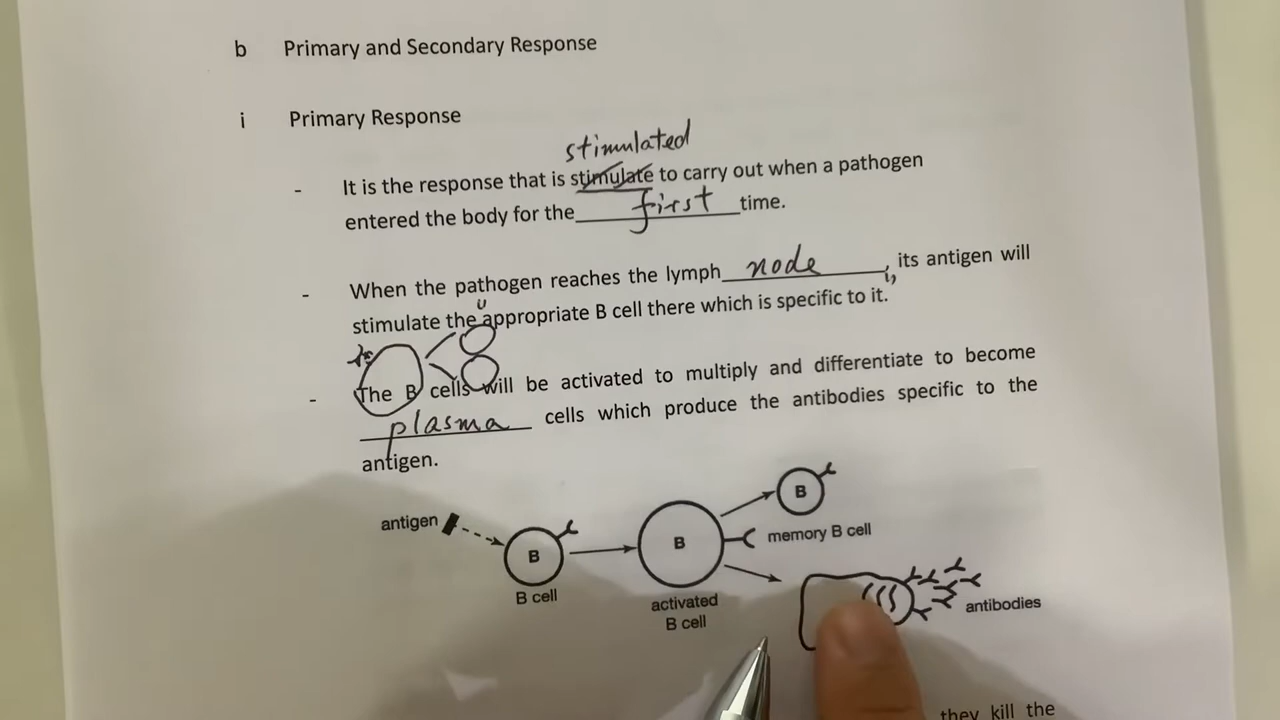 b Primary and Secondary Response
i Primary Response
stimulated
- It is the response that is stimulate to carry out when a pathogen
entered the body for the first time.
- When the pathogen reaches the lymph node, its antigen will
stimulate the appropriate B cell there which is specific to it.
- The B cells will be activated to multiply and differentiate to become
plasma cells which produce the antibodies specific to the
antigen.
antigen
B
B cell
B
activated
B cell
B
memory B cell
antibodies
they kill the